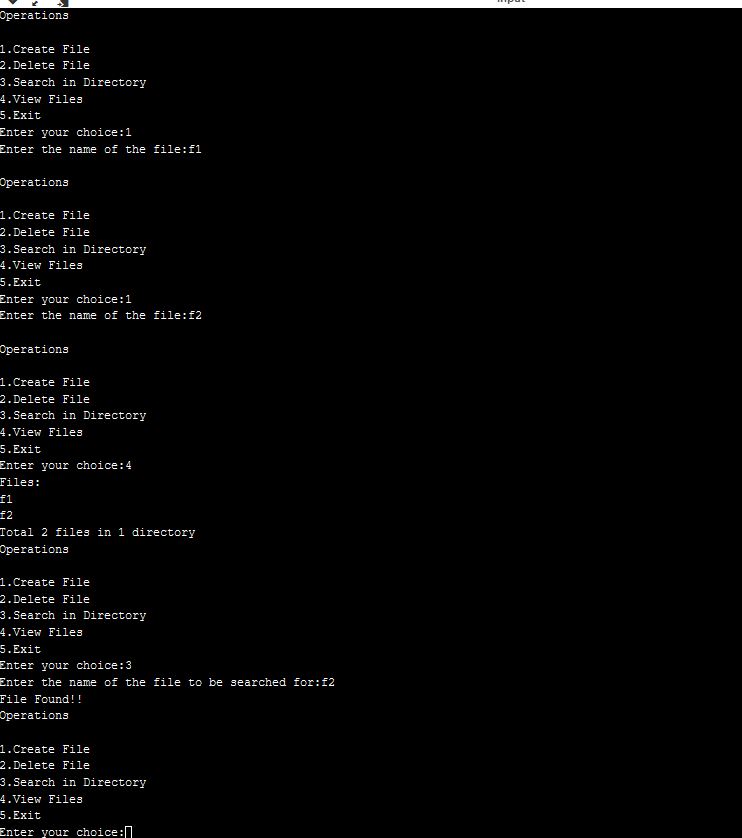 input
Operations
1.Create File
2.Delete File
3.Search in Directory
4.View Files
5.Exit
Enter your choice:1
Enter the name of the file:f1
Operations
1.Create File
2.Delete File
3.Search in Directory
4.View Files
5.Exit
Enter your choice:1
Enter the name of the file:f2
Operations
1.Create File
2.Delete File
3.Search in Directory
4.View Files
5.Exit
Enter your choice:4
Files:
f1
f2
Total 2 files in 1 directory
Operations
1.Create File
2.Delete File
3.Search in Directory
4.View Files
5.Exit
Enter your choice:3
Enter the name of the file to be searched for:f2
File Found!!
Operations
1.Create File
2.Delete File
3.Search in Directory
4.View Files
5.Exit
Enter your choice: